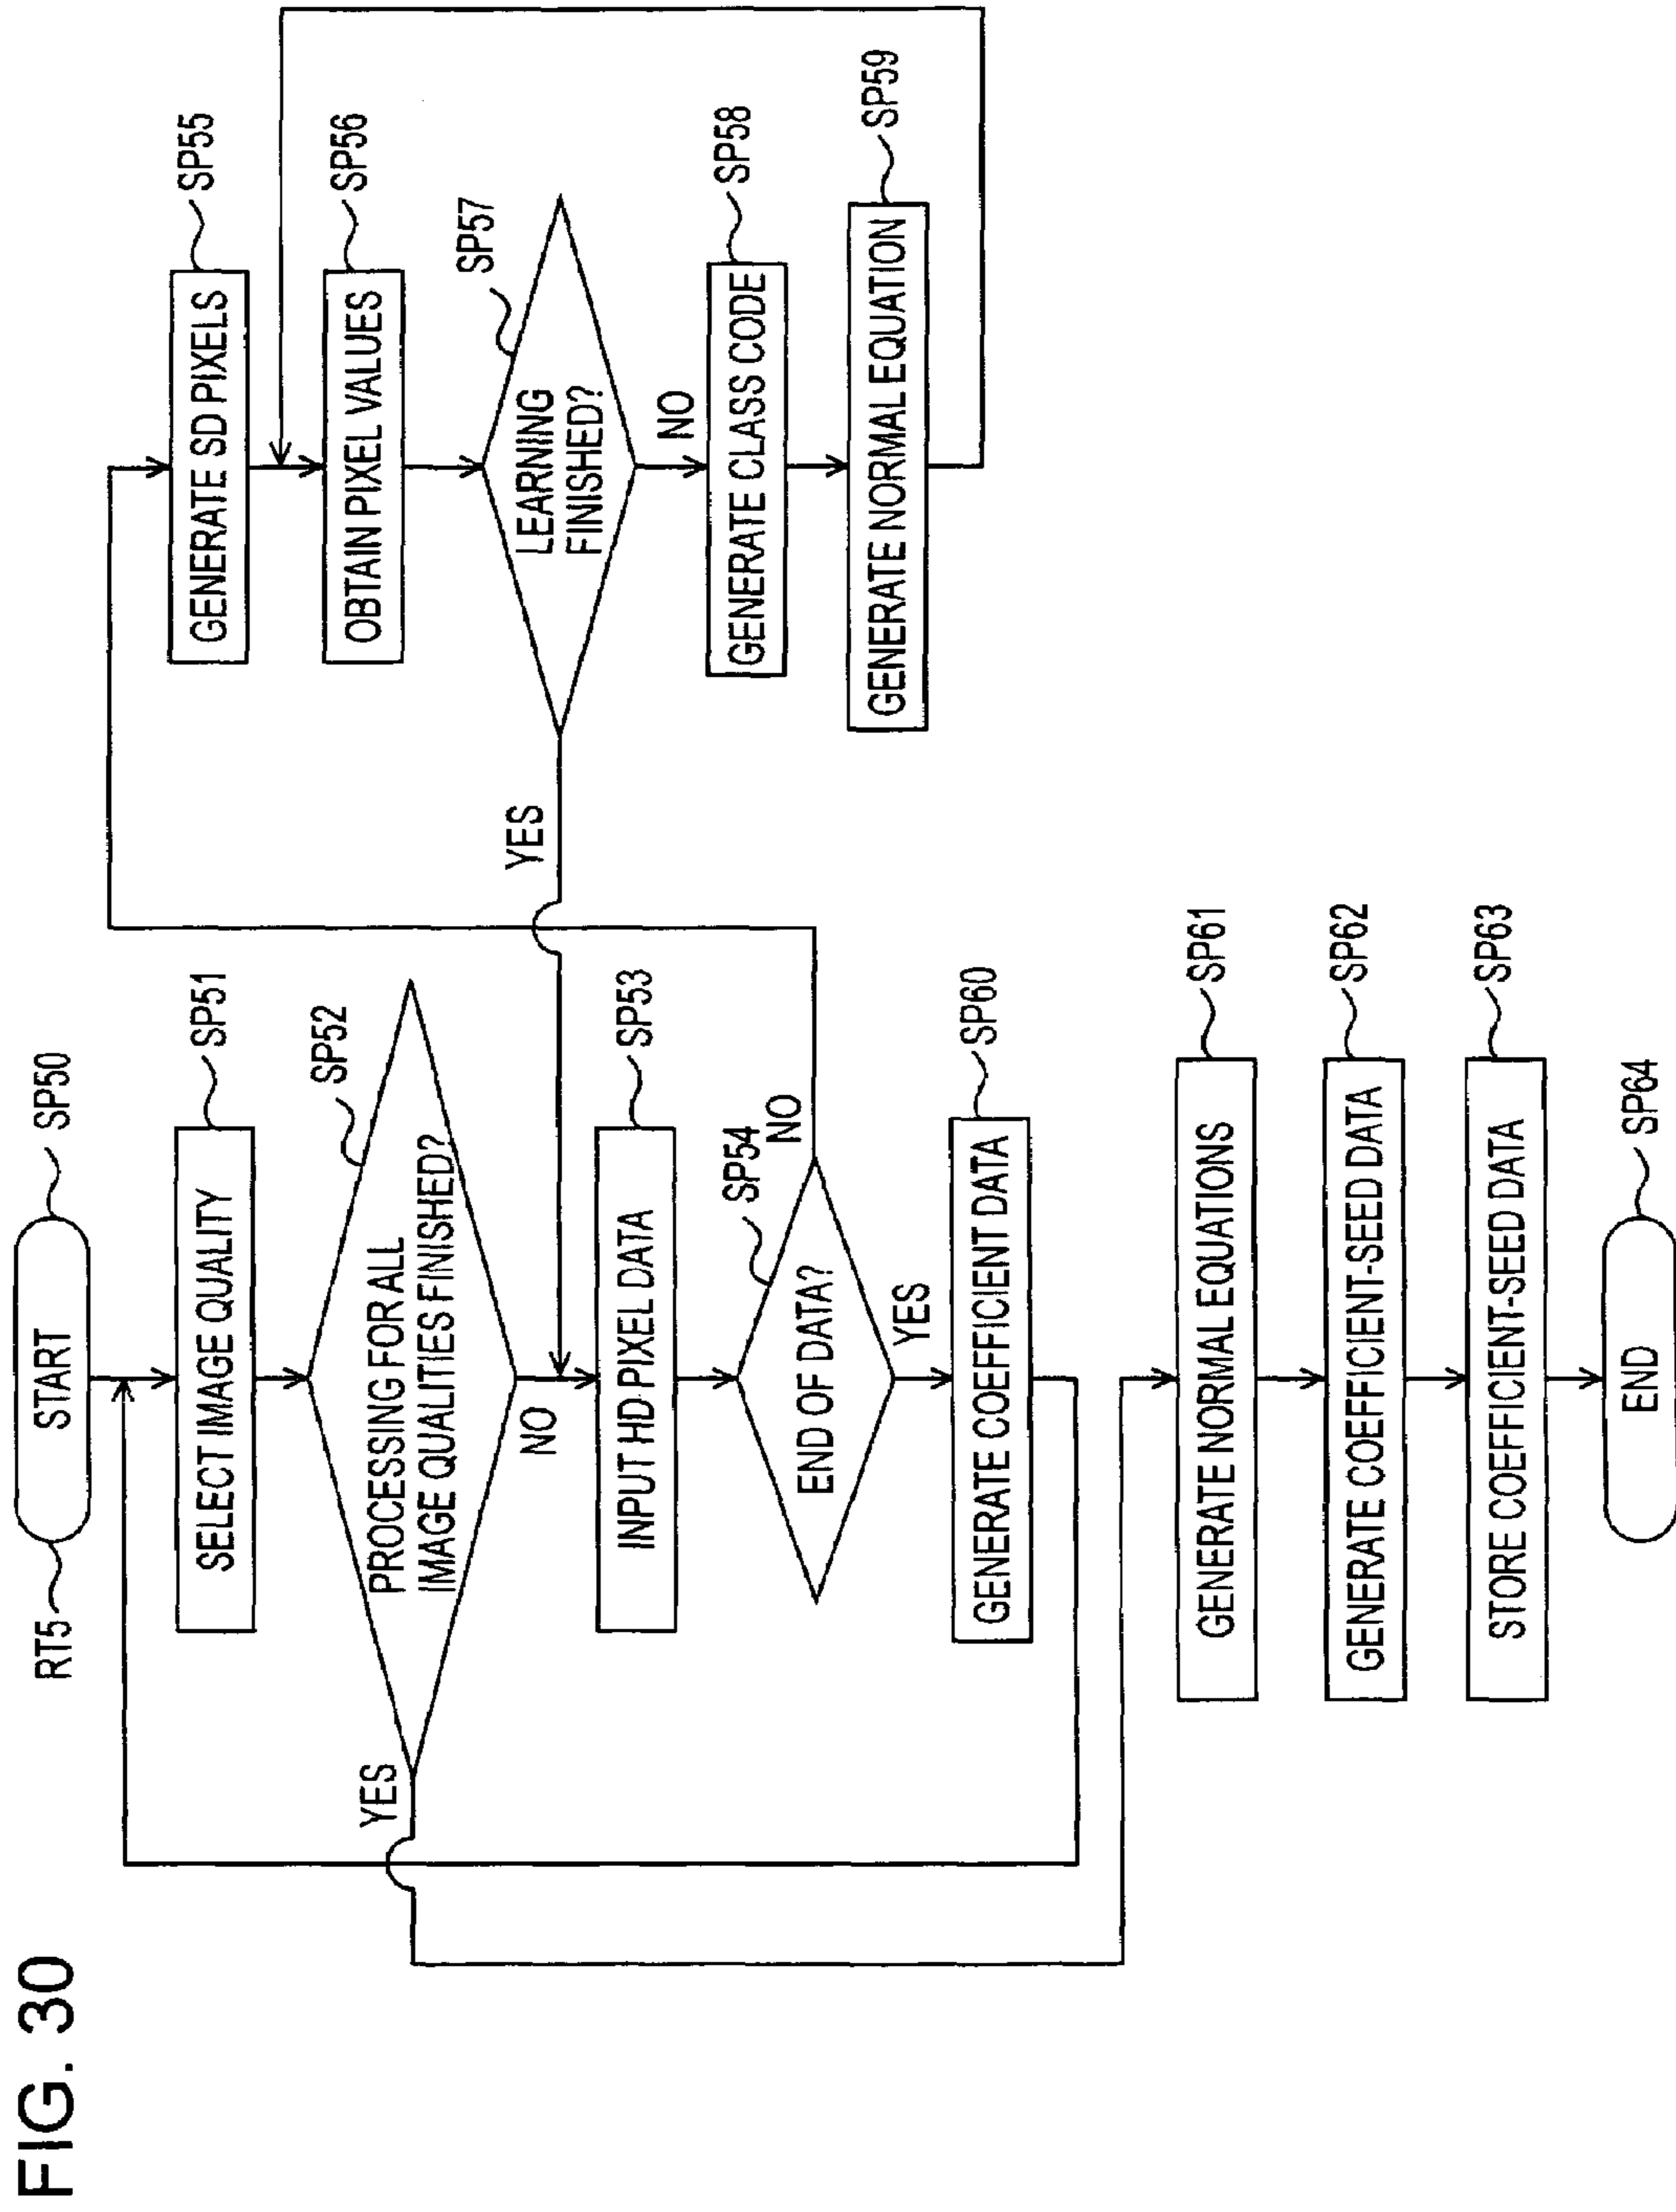 FIG. 30
RT5
START
SP50
SELECT IMAGE QUALITY
SP51
PROCESSING FOR ALL
IMAGE QUALITIES FINISHED?
SP52
YES
NO
INPUT HD PIXEL DATA
SP53
END OF DATA?
SP54
NO
YES
GENERATE COEFFICIENT DATA
SP60
GENERATE NORMAL EQUATIONS
SP61
GENERATE COEFFICIENT-SEED DATA
SP62
STORE COEFFICIENT-SEED DATA
SP63
END
SP64
GENERATE SD PIXELS
SP55
OBTAIN PIXEL VALUES
SP56
LEARNING
FINISHED?
SP57
YES
NO
GENERATE CLASS CODE
SP58
GENERATE NORMAL EQUATION
SP59